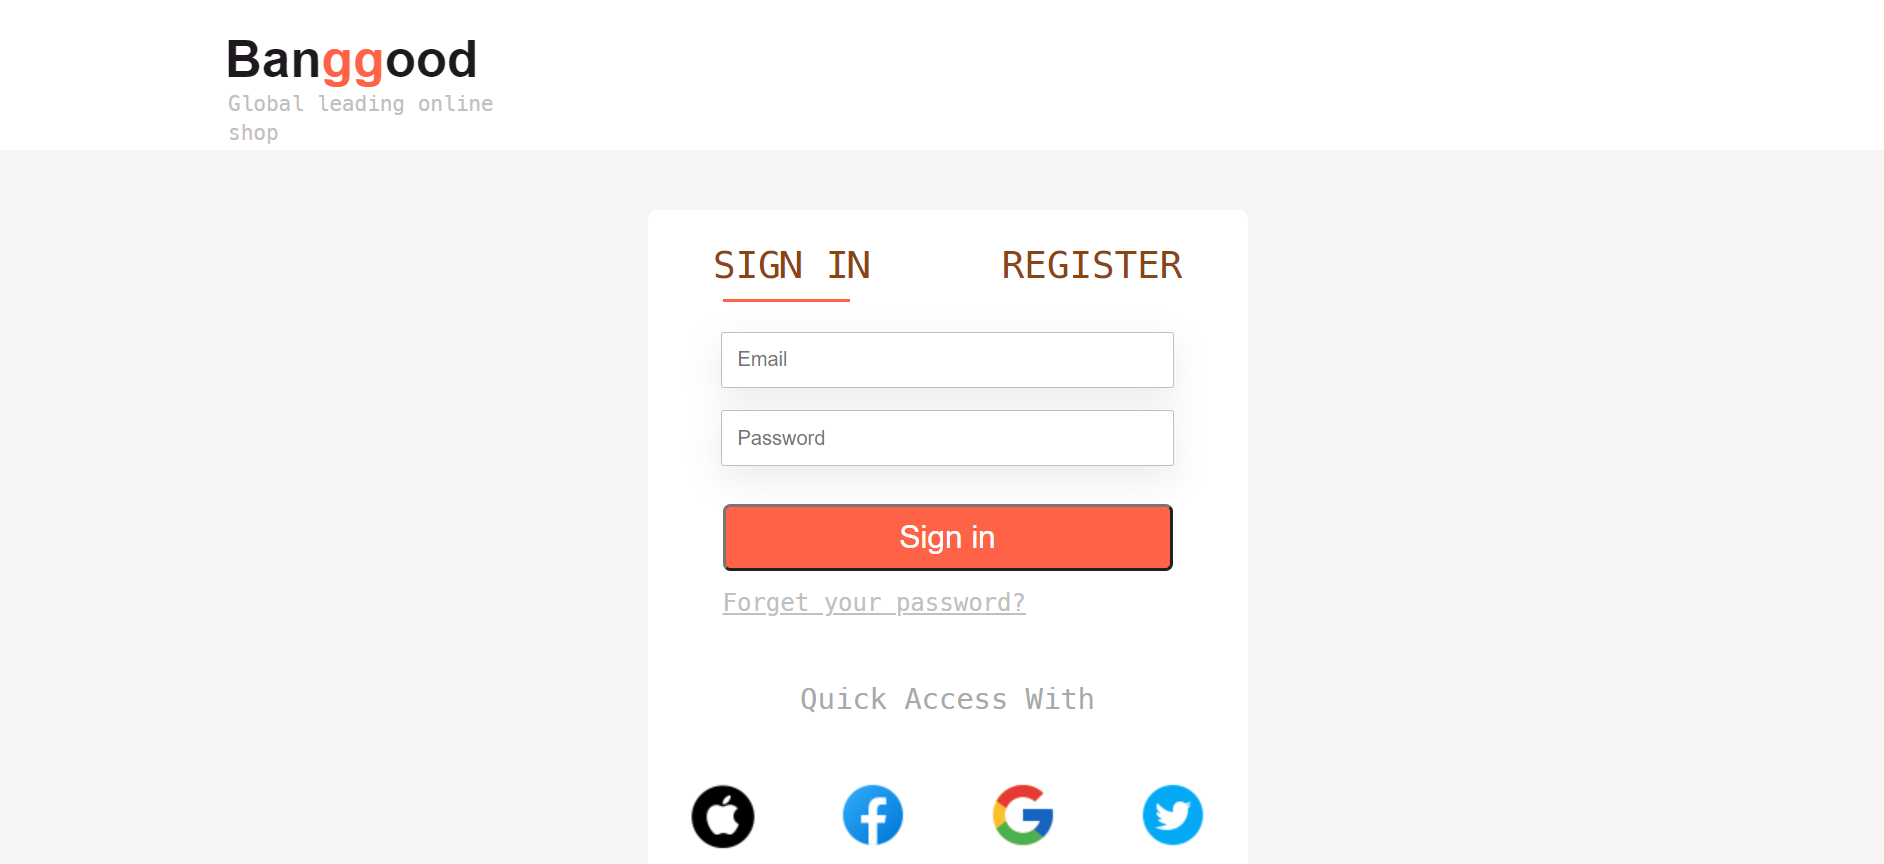 Banggood
Global leading online
shop
SIGN IN REGISTER
Email
Password
Sign in
Forget your password?
Quick Access With